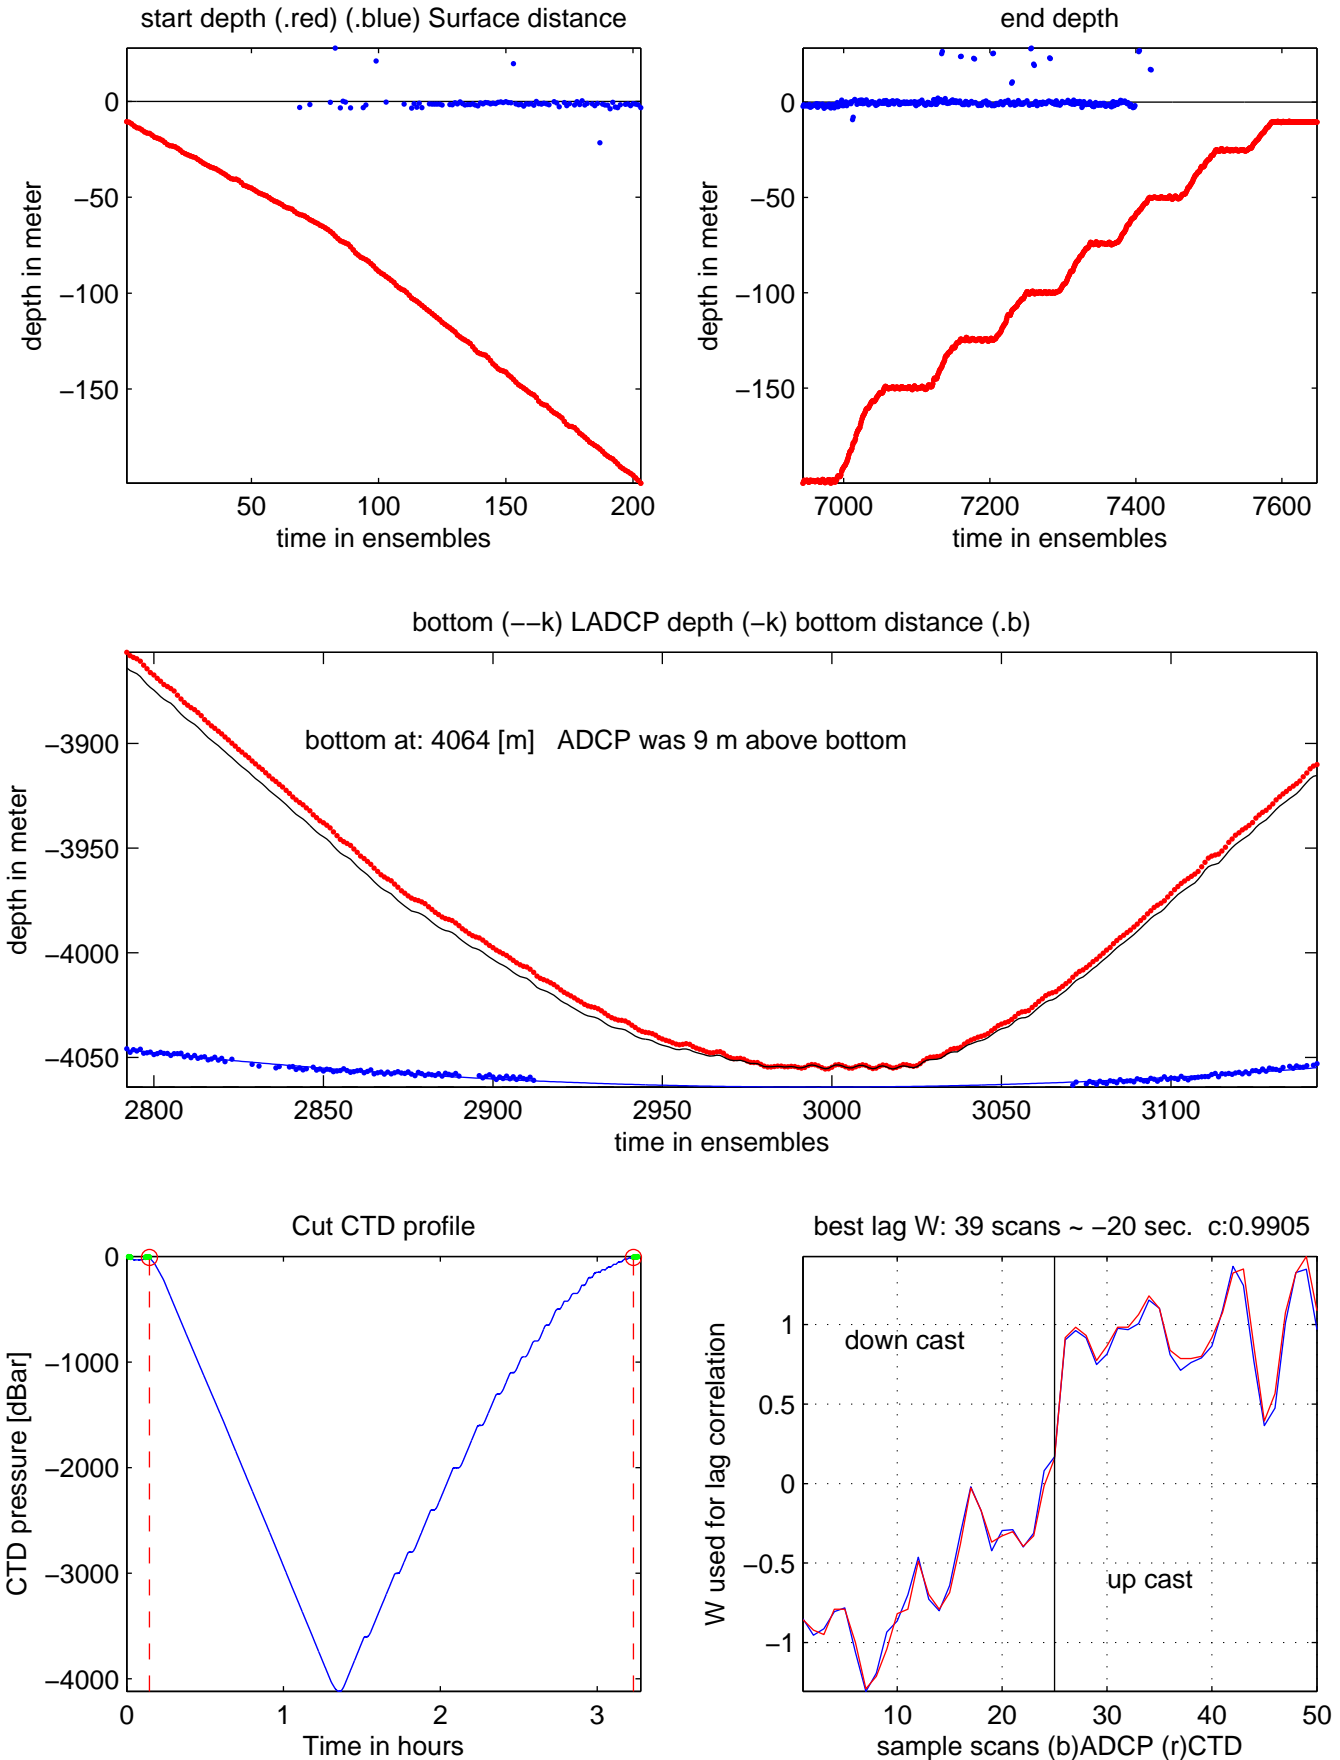 start depth (.red) (.blue) Surface distance
0
−50
−100
−150
depth in meter
50
100
150
200
time in ensembles
end depth
0
−50
−100
−150
depth in meter
7000
7200
7400
7600
time in ensembles
bottom (−−k) LADCP depth (−k) bottom distance (.b)
bottom at: 4064 [m]   ADCP was 9 m above bottom
−3900
−3950
−4000
−4050
depth in meter
2800
2850
2900
2950
3000
3050
3100
time in ensembles
Cut CTD profile
0
−1000
−2000
−3000
−4000
CTD pressure [dBar]
0
1
2
3
Time in hours
best lag W: 39 scans ~ −20 sec.  c:0.9905
down cast
up cast
1
0.5
0
−0.5
−1
W used for lag correlation
10
20
30
40
50
sample scans (b)ADCP (r)CTD